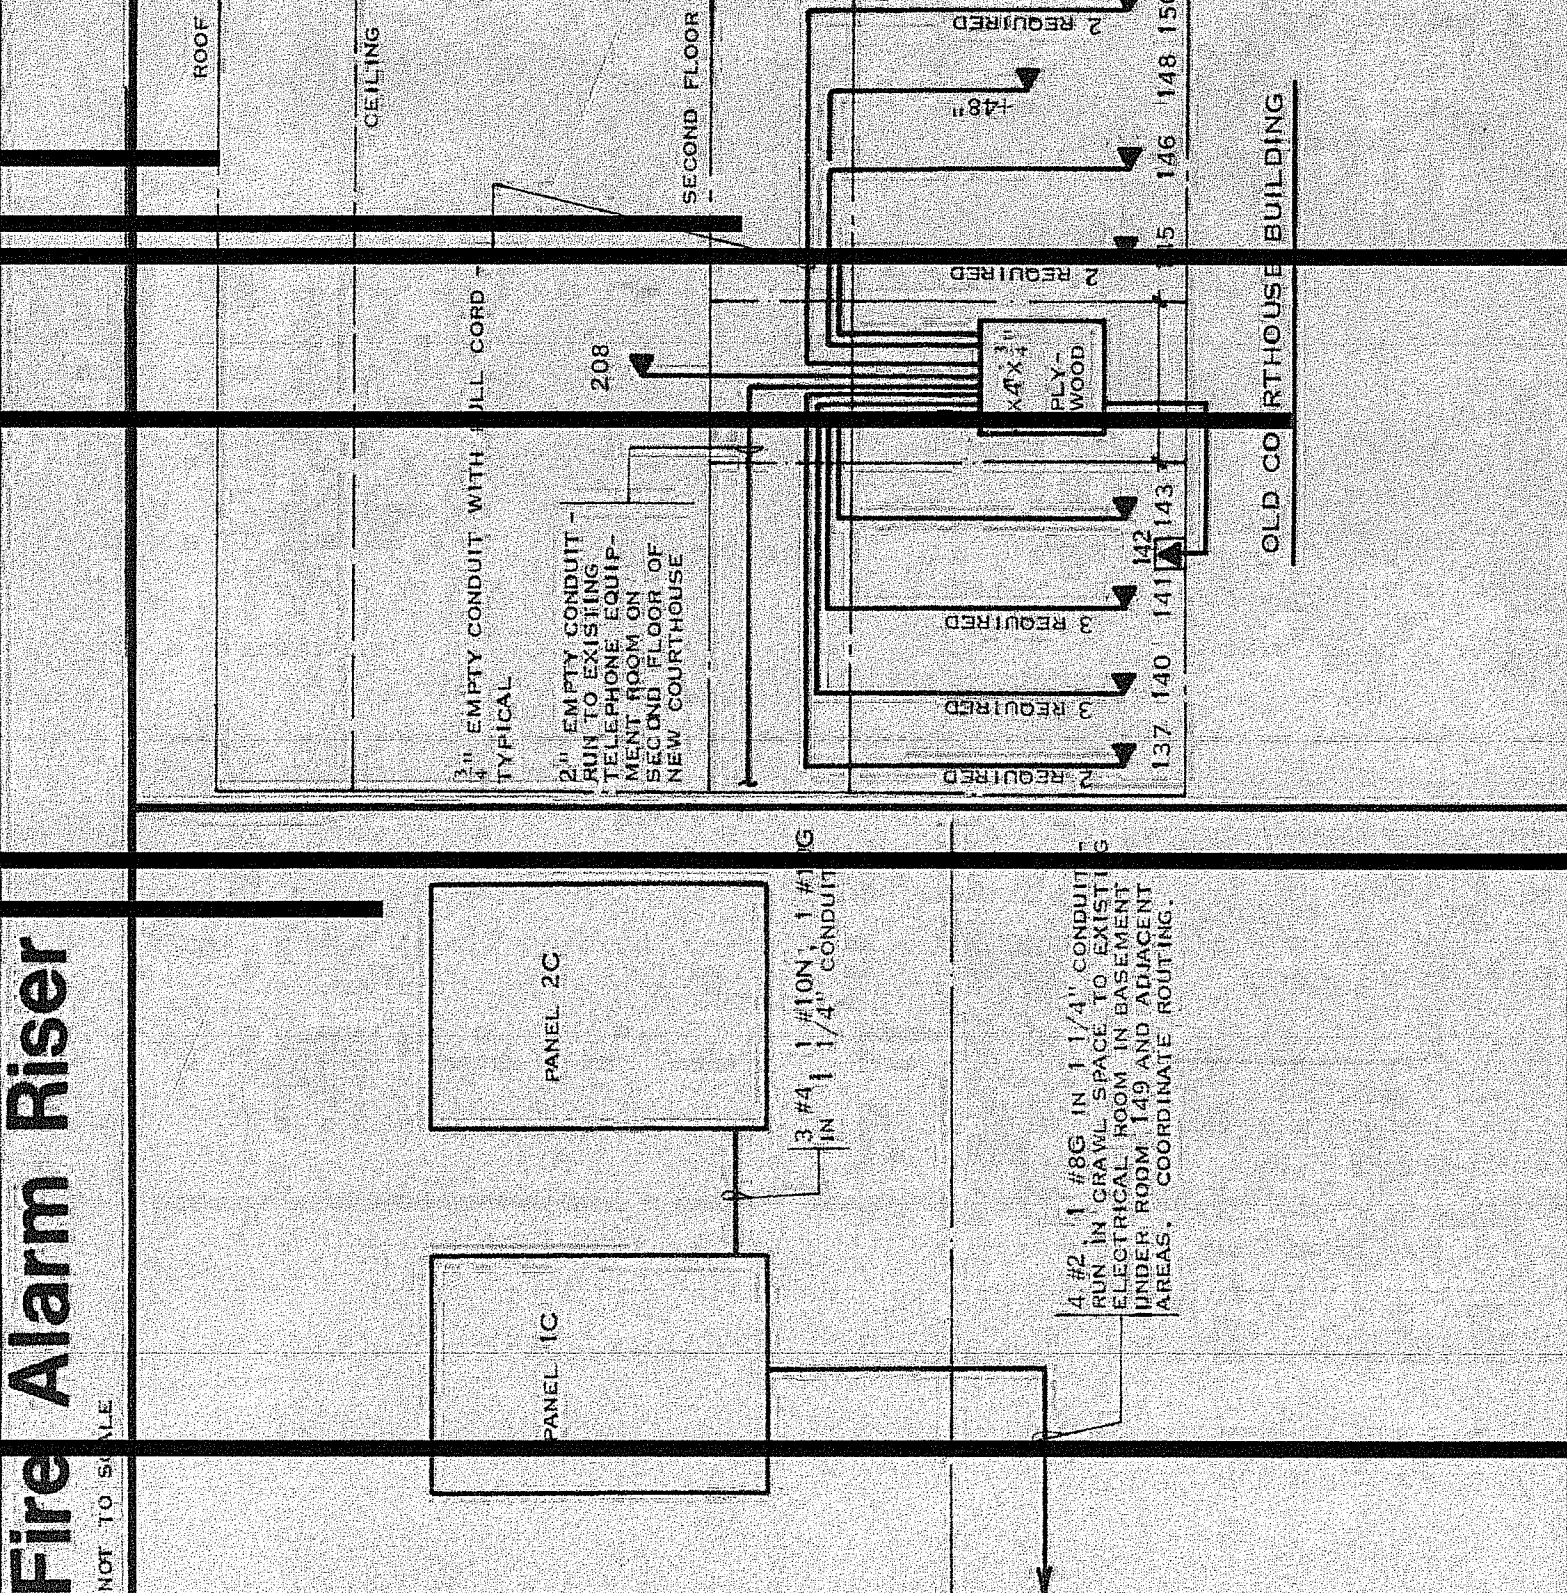 Fire Alarm Riser
NOT TO SCALE
ROOF
CEILING
SECOND FLOOR
3/4" EMPTY CONDUIT WITH PULL CORD -
TYPICAL
2" EMPTY CONDUIT -
RUN TO EXISTING
TELEPHONE EQUIP-
MENT ROOM ON
SECOND FLOOR OF
NEW COURTHOUSE
208
X4'X3/4"
PLY-
WOOD
2 REQUIRED
3 REQUIRED
3 REQUIRED
2 REQUIRED
+48"
2 REQUIRED
137 140 141 142 143 145 146 148 150
OLD COURTHOUSE BUILDING
PANEL 1C
PANEL 2C
3 #4, 1 #10N, 1 #10G
IN 1 1/4" CONDUIT
4 #2, 1 #8G IN 1 1/4" CONDUIT -
RUN IN CRAWL SPACE TO EXISTING
ELECTRICAL ROOM IN BASEMENT
UNDER ROOM 149 AND ADJACENT
AREAS. COORDINATE ROUTING.